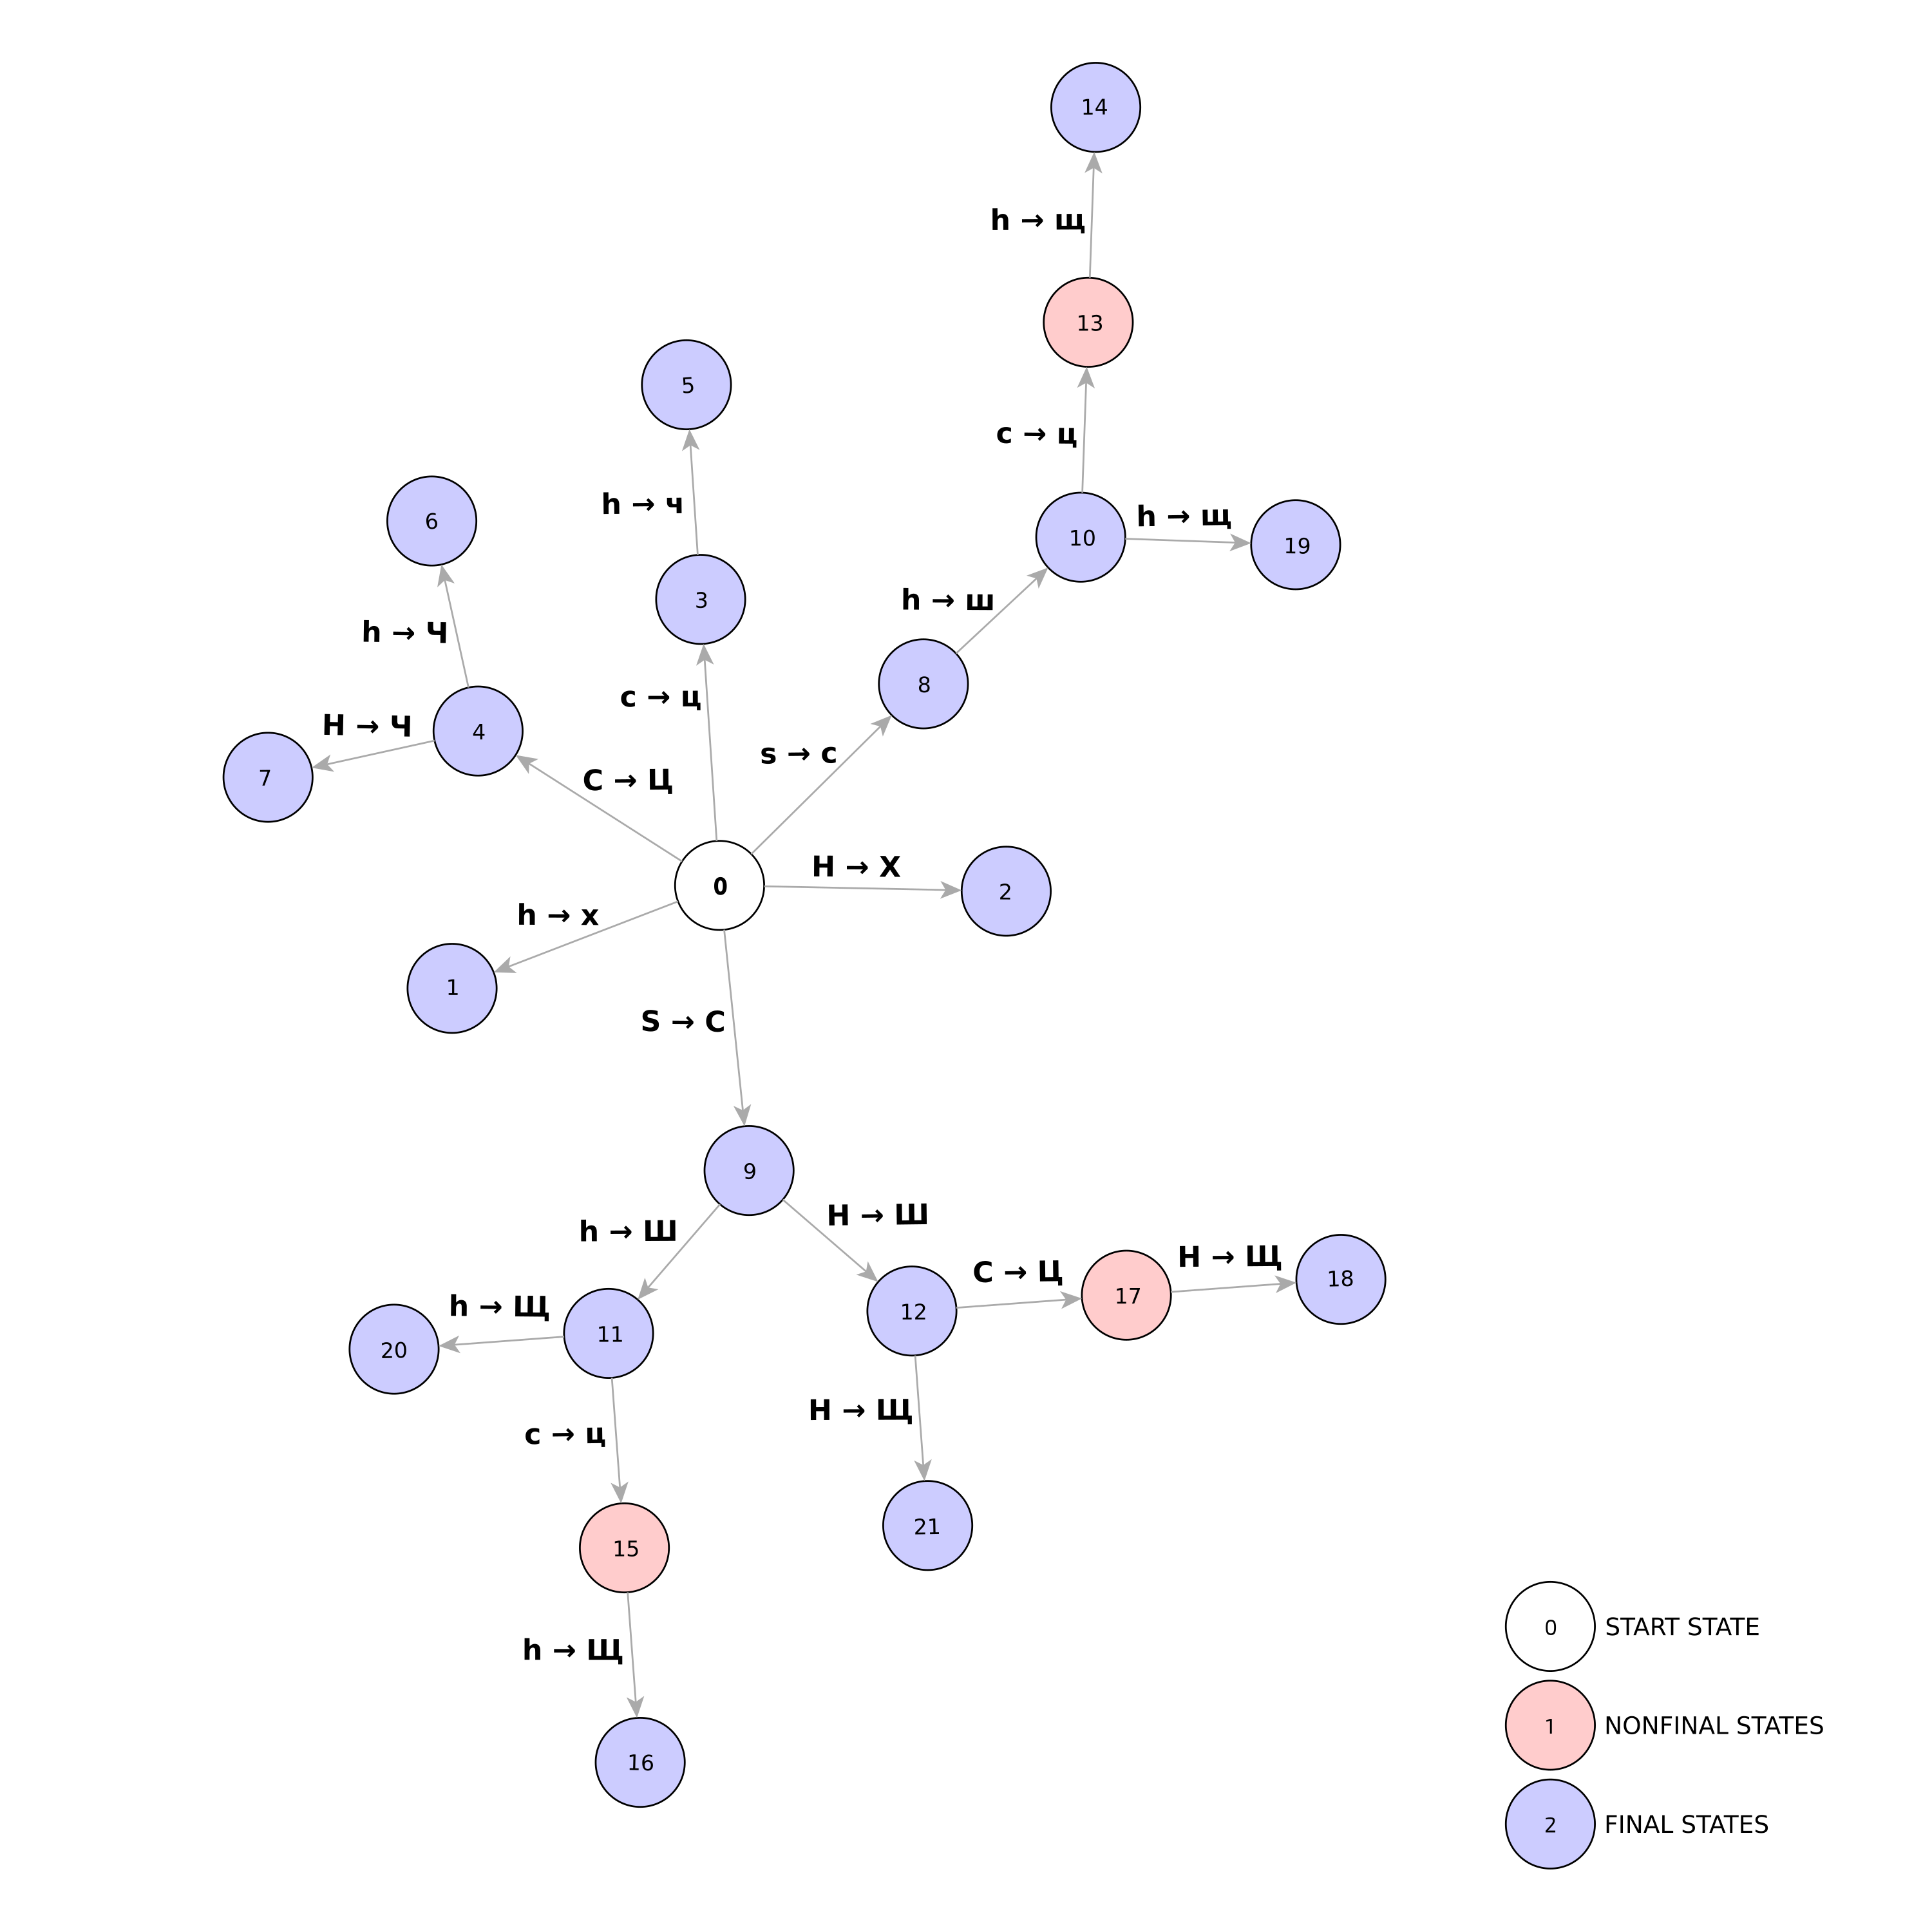 14
h → щ
13
5
c → ц
h → ч
6
10
h → щ
19
3
h → ш
h → Ч
8
c → ц
4
H → Ч
s → с
7
C → Ц
0
H → Х
2
h → х
1
S → С
9
H → Ш
h → Ш
C → Ц
H → Щ
18
17
h → Щ
12
11
20
H → Щ
c → ц
21
15
0 START STATE
h → Щ
1 NONFINAL STATES
16
2 FINAL STATES